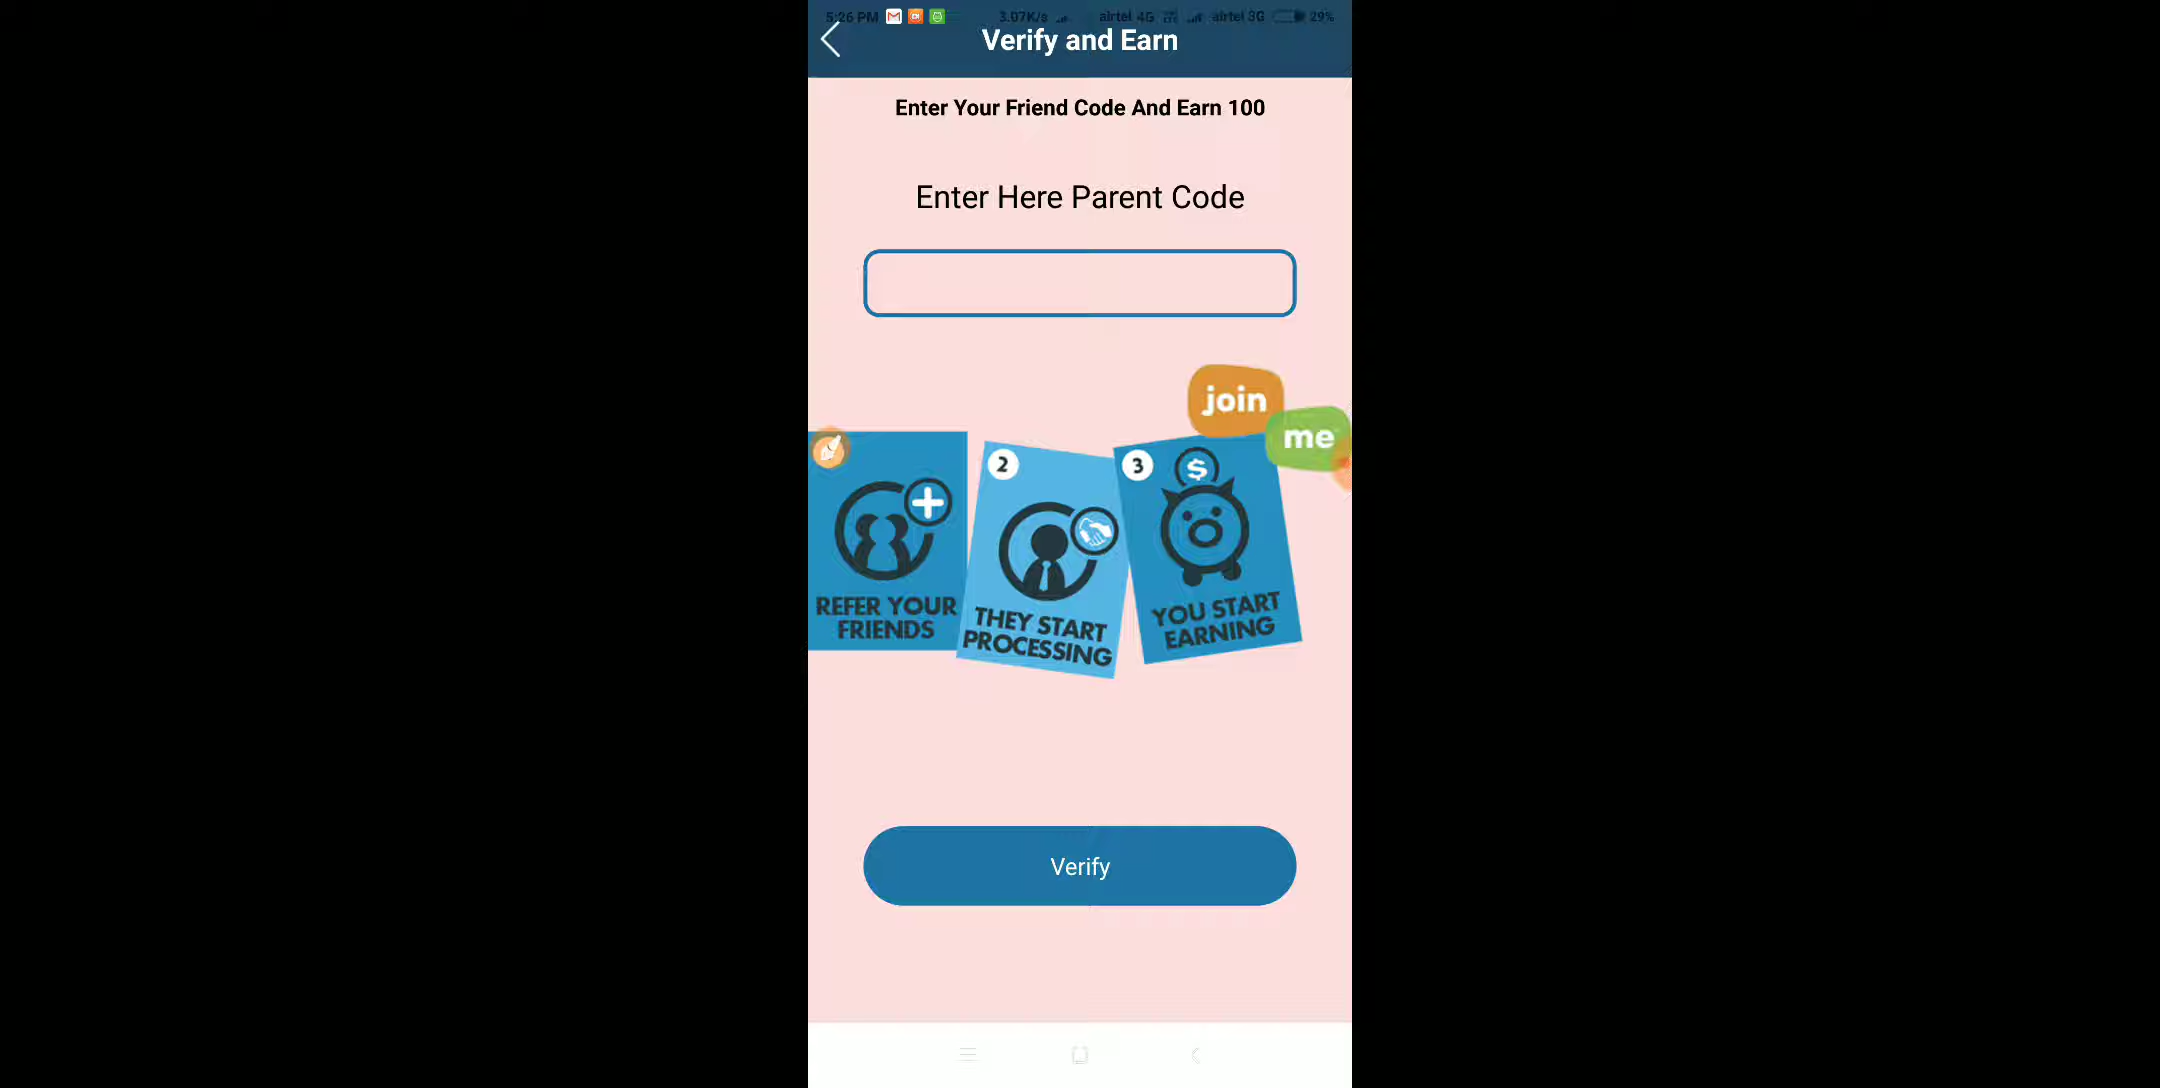 5:26 PM 3.07K/s airtel 4G airtel 3G 29%
Verify and Earn
Enter Your Friend Code And Earn 100
Enter Here Parent Code
join
me
2
3
$
REFER YOUR
FRIENDS
THEY START
PROCESSING
YOU START
EARNING
Verify